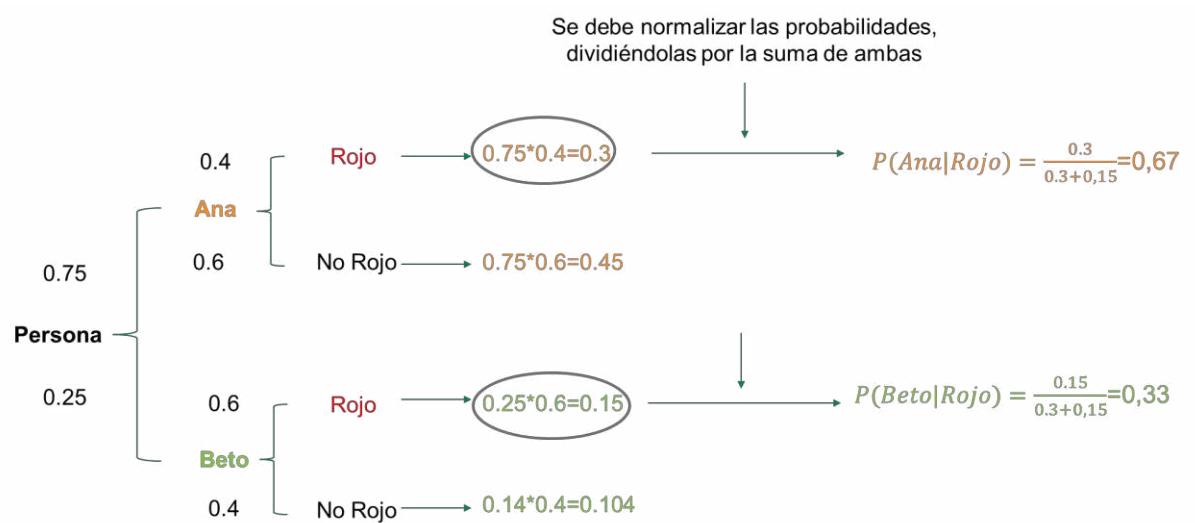 Se debe normalizar las probabilidades,
dividiéndolas por la suma de ambas
0.4 Rojo 0.75*0.4=0.3 P(Ana|Rojo) = 0.3/0.3+0,15=0,67
Ana
0.6 No Rojo 0.75*0.6=0.45
0.75
Persona
0.25
0.6 Rojo 0.25*0.6=0.15 P(Beto|Rojo) = 0.15/0.3+0,15=0,33
Beto
0.4 No Rojo 0.14*0.4=0.104